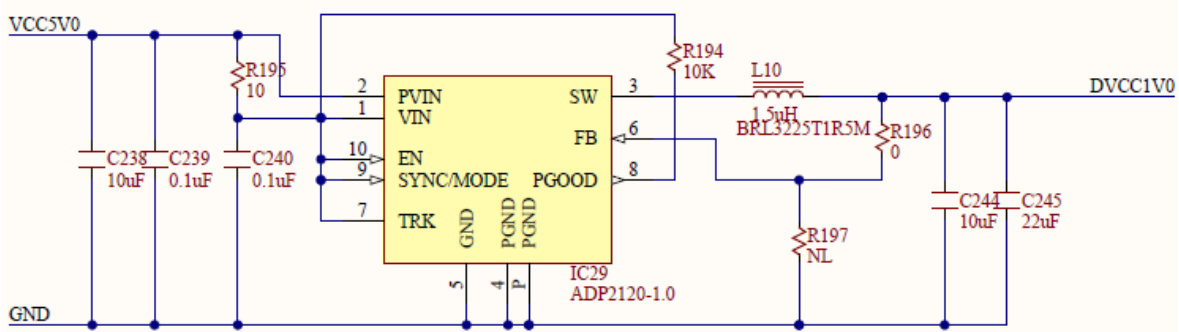 VCC5V0
R194
10K
L10
R195
10
2
PVIN
SW
3
DVCC1V0
1
VIN
1.5uH
BRL3225T1R5M
FB
6
R196
0
C238
10uF
C239
0.1uF
C240
0.1uF
10
EN
9
SYNC/MODE
PGOOD
8
C244
10uF
C245
22uF
7
TRK
GND
PGND
PGND
R197
NL
5
4
P
IC29
ADP2120-1.0
GND